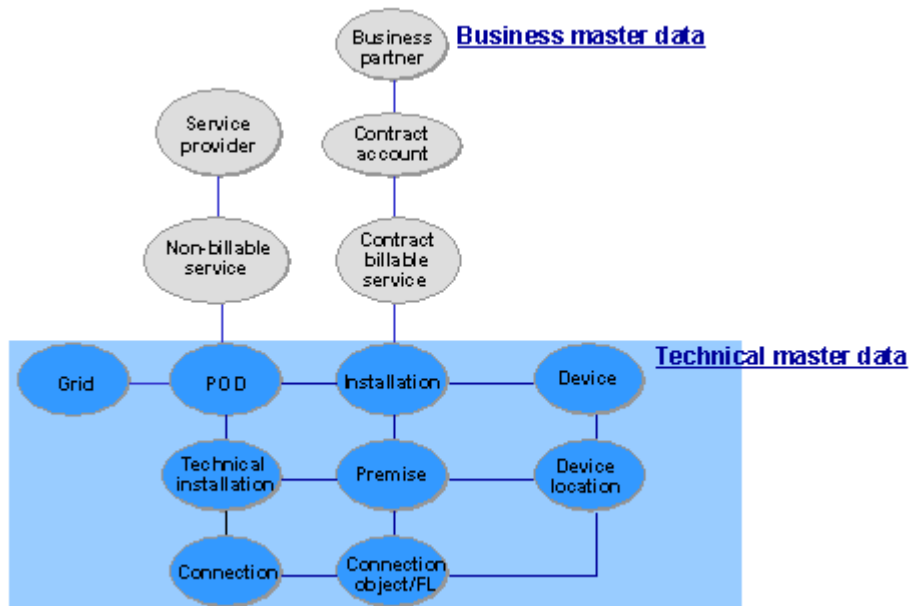 Business
partner
Business master data
Service
provider
Contract
account
Non-billable
service
Contract
billable
service
Technical master data
Grid
POD
Installation
Device
Technical
installation
Premise
Device
location
Connection
Connection
object/FL